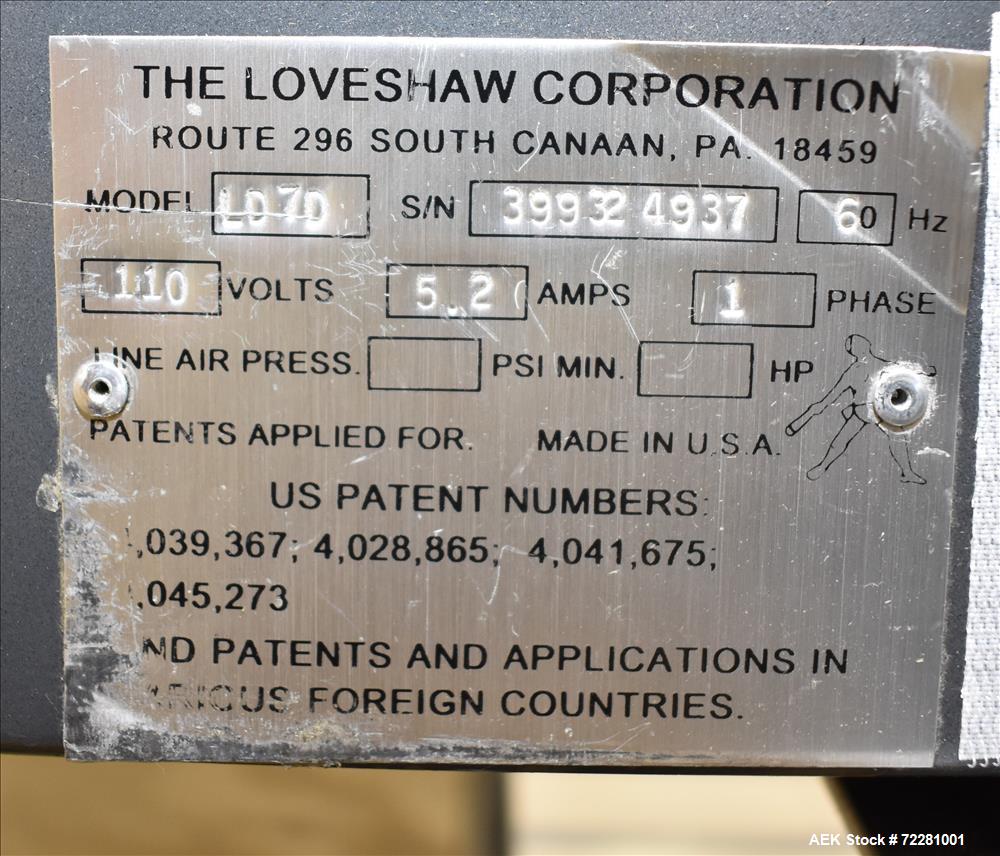 THE LOVESHAW CORPORATION
ROUTE 296 SOUTH CANAAN, PA. 18459
MODEL LD7D S/N 39932 4937 60 Hz
110 VOLTS 5.2 AMPS 1 PHASE
LINE AIR PRESS. PSI MIN. HP
PATENTS APPLIED FOR. MADE IN U.S.A.
US PATENT NUMBERS:
,039,367; 4,028,865; 4,041,675;
,045,273
AND PATENTS AND APPLICATIONS IN
VARIOUS FOREIGN COUNTRIES.
AEK Stock # 72281001